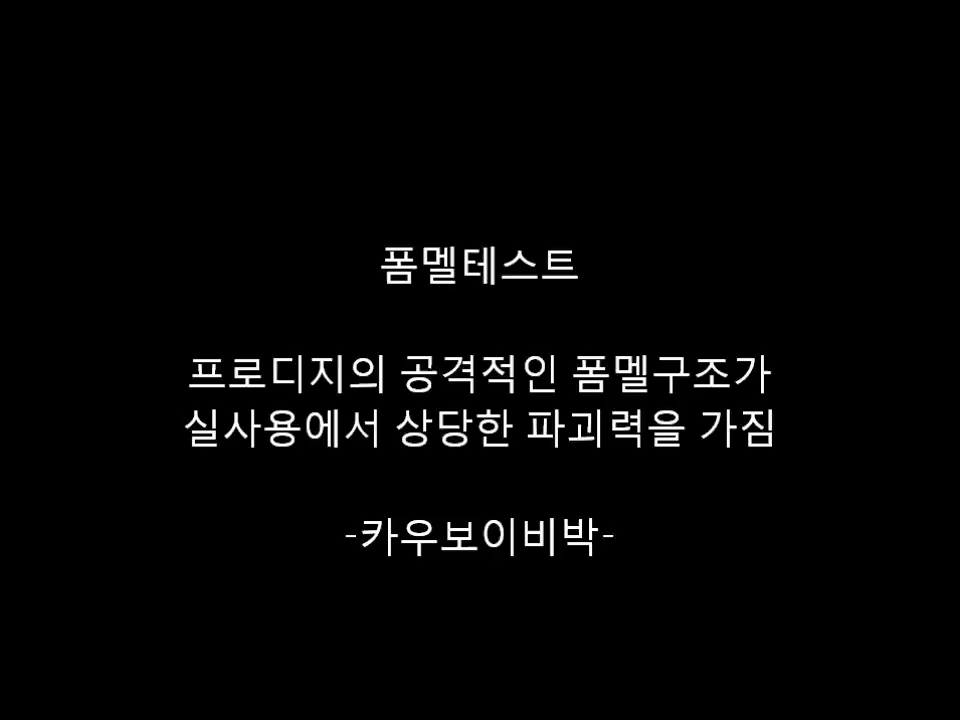 폼멜테스트
프로디지의 공격적인 폼멜구조가
실사용에서 상당한 파괴력을 가짐
-카우보이비박-